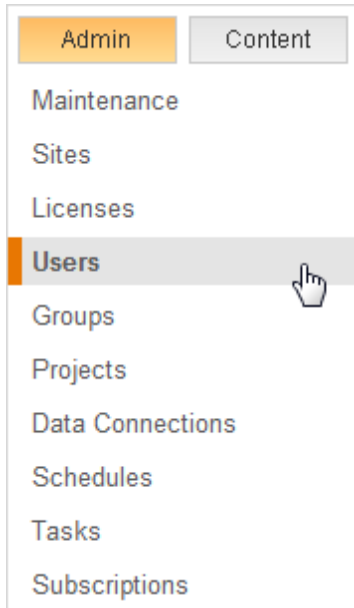 Admin Content
Maintenance
Sites
Licenses
Users
Groups
Projects
Data Connections
Schedules
Tasks
Subscriptions